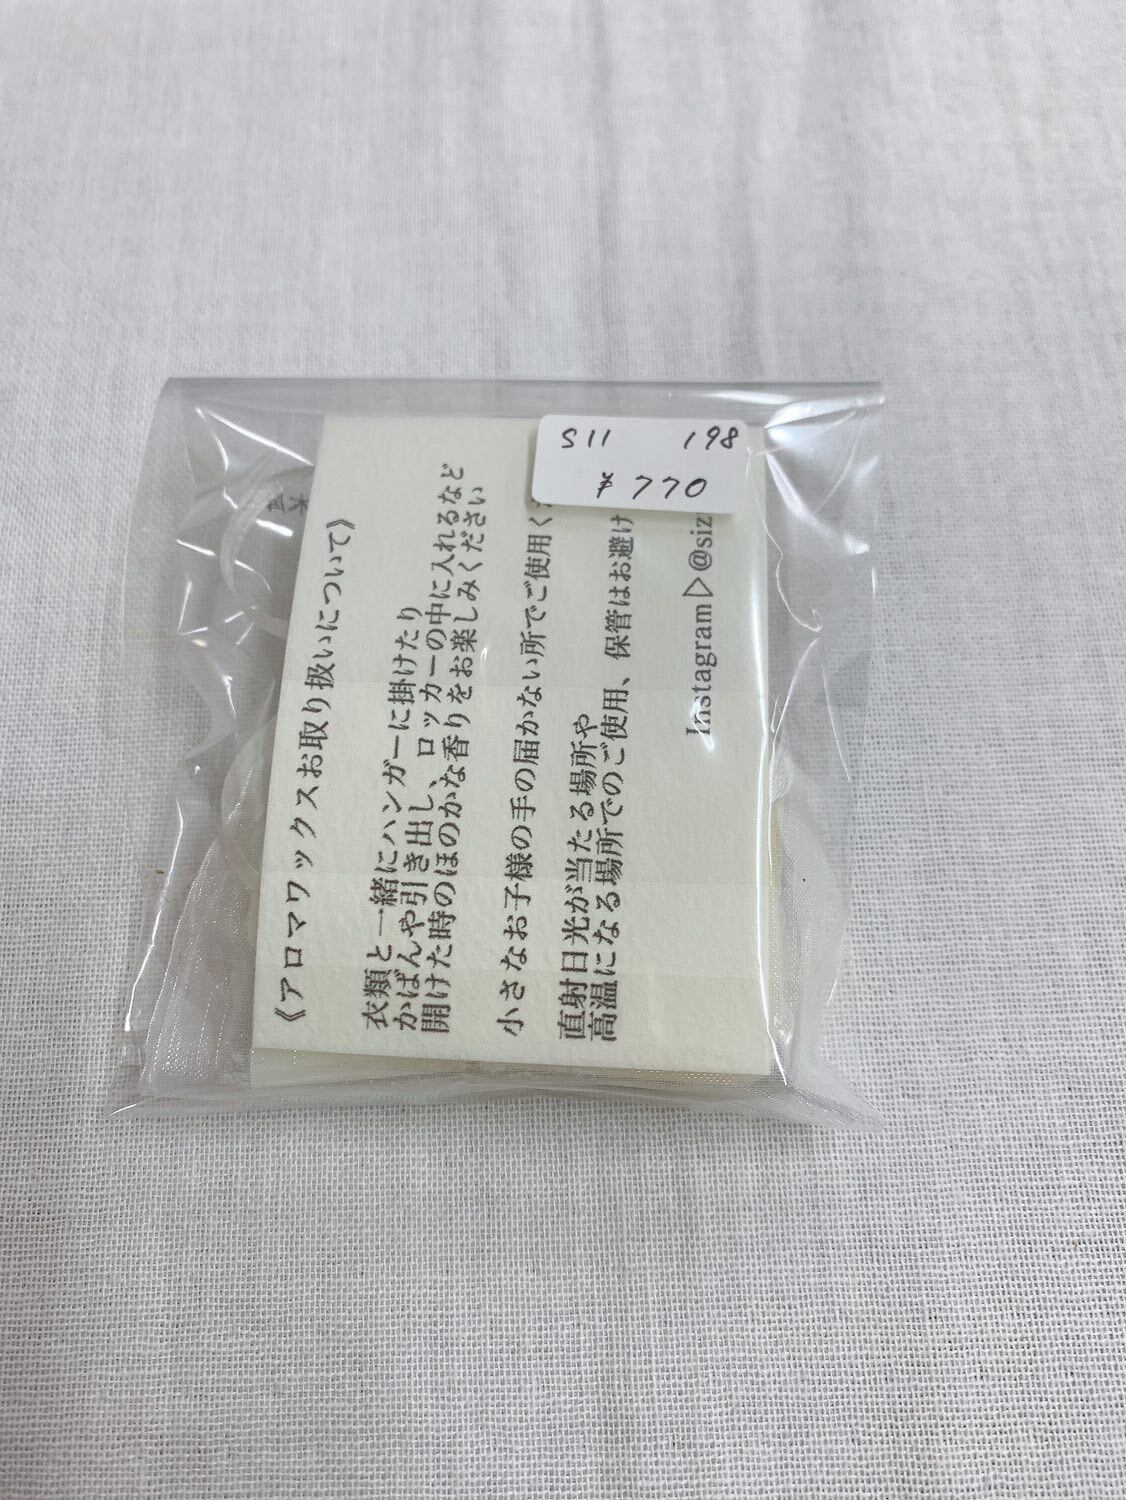 S11 198
¥770
《アロマワックスお取り扱いについて》
衣類と一緒にハンガーに掛けたり
かばんや引き出し、ロッカーの中に入れるなど
開けた時のほのかな香りをお楽しみください
小さなお子様の手の届かない所でご使用く
直射日光が当たる場所や
高温になる場所でのご使用、保管はお避け
Instagram▷@siz